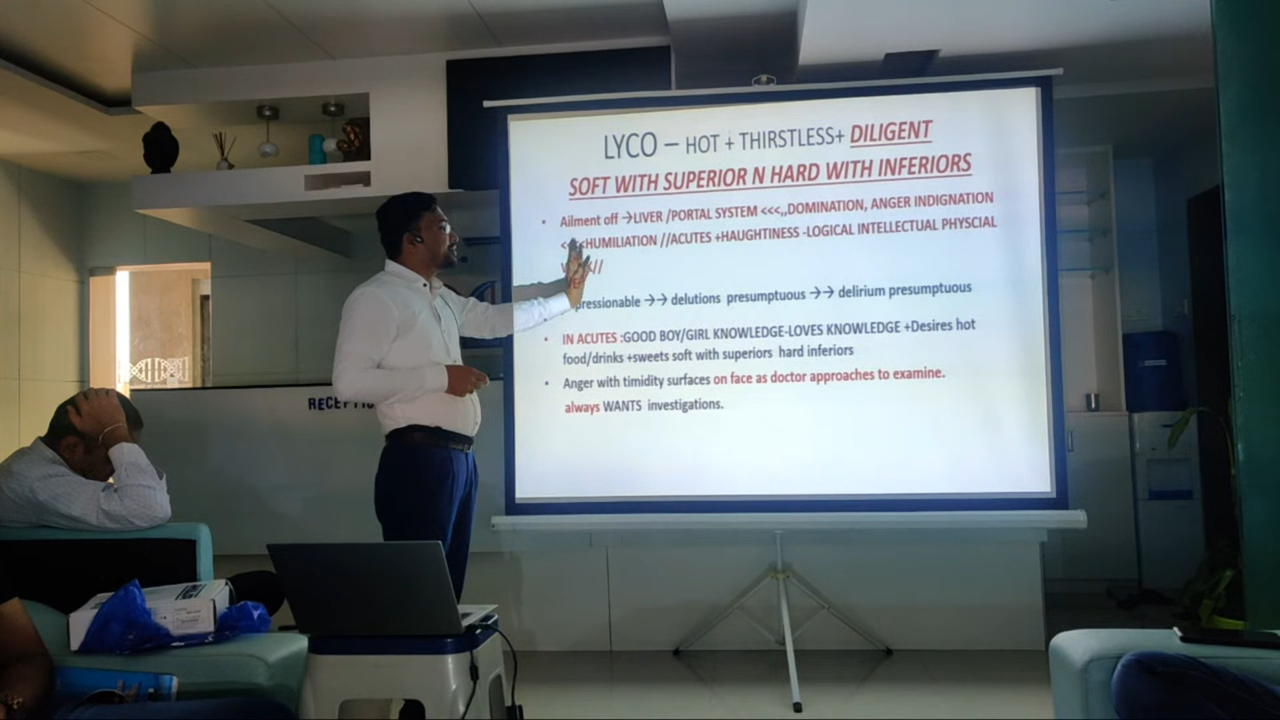 LYCO – HOT + THIRSTLESS+ DILIGENT
SOFT WITH SUPERIOR N HARD WITH INFERIORS
• Ailment off →LIVER /PORTAL SYSTEM <<<,,DOMINATION, ANGER INDIGNATION
HUMILIATION //ACUTES +HAUGHTINESS -LOGICAL INTELLECTUAL PHYSCIAL
//
pressionable →→ delutions presumptuous →→ delirium presumptuous
• IN ACUTES :GOOD BOY/GIRL KNOWLEDGE-LOVES KNOWLEDGE +Desires hot
food/drinks +sweets soft with superiors hard inferiors
• Anger with timidity surfaces on face as doctor approaches to examine.
always WANTS investigations.
RECEPTI